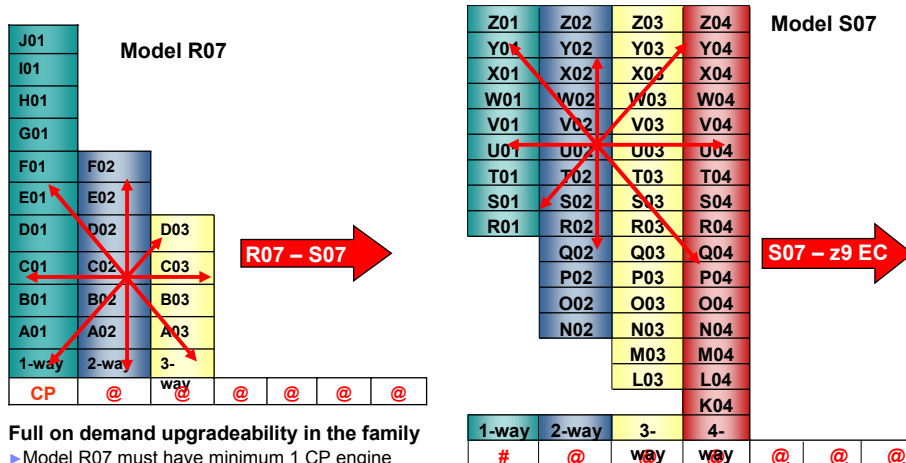 Model R07
J01
I01
H01
G01
F01 F02
E01 E02
D01 D02 D03
C01 C02 C03
B01 B02 B03
A01 A02 A03
1-way 2-way 3-way
CP @ @ @ @ @ @
R07 – S07
Full on demand upgradeability in the family
►Model R07 must have minimum 1 CP engine
Model S07
Z01 Z02 Z03 Z04
Y01 Y02 Y03 Y04
X01 X02 X03 X04
W01 W02 W03 W04
V01 V02 V03 V04
U01 U02 U03 U04
T01 T02 T03 T04
S01 S02 S03 S04
R01 R02 R03 R04
Q02 Q03 Q04
P02 P03 P04
O02 O03 O04
N02 N03 N04
M03 M04
L03 L04
K04
1-way 2-way 3-way 4-way
# @ @ @ @ @ @
S07 – z9 EC